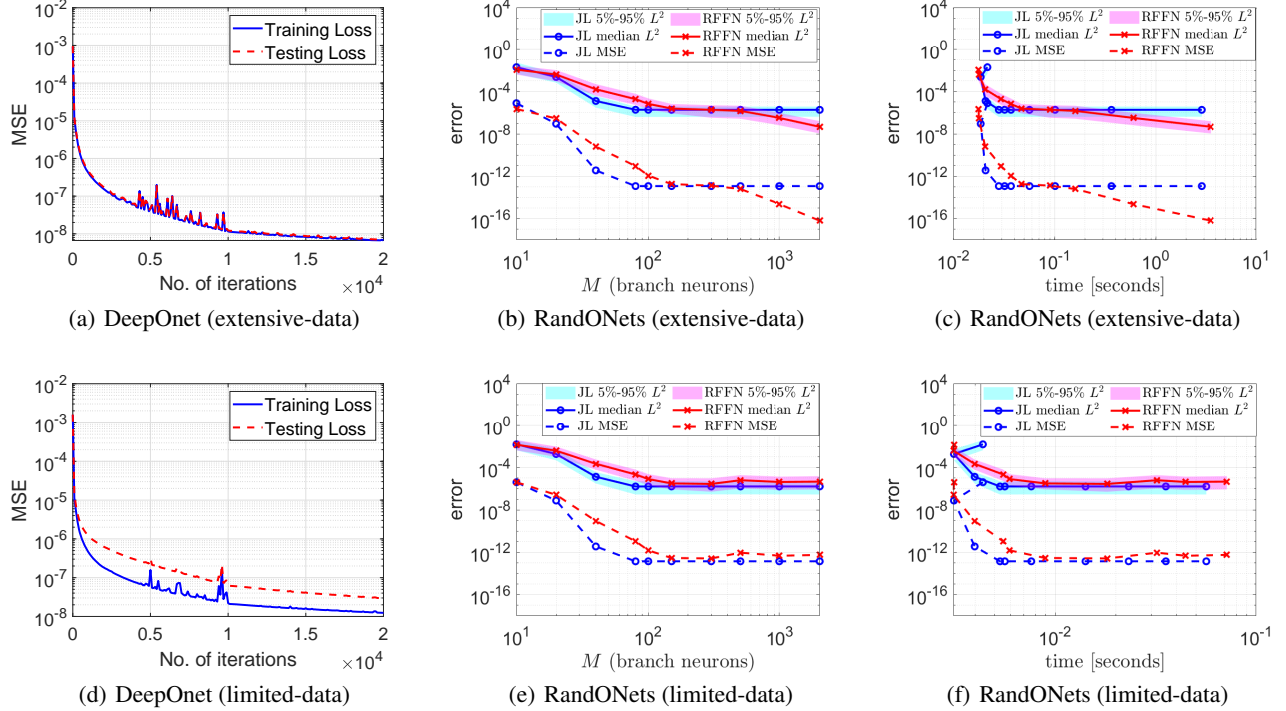 10^-2
10^-3
10^-4
10^-5
10^-6
10^-7
10^-8
MSE
Training Loss
Testing Loss
0 0.5 1 1.5 2
No. of iterations ×10^4
(a) DeepOnet (extensive-data)
JL 5%-95% L^2 RFFN 5%-95% L^2
JL median L^2 RFFN median L^2
JL MSE RFFN MSE
10^4
10^0
10^-4
10^-8
10^-12
10^-16
error
10^1 10^2 10^3
M (branch neurons)
(b) RandONets (extensive-data)
JL 5%-95% L^2 RFFN 5%-95% L^2
JL median L^2 RFFN median L^2
JL MSE RFFN MSE
10^4
10^0
10^-4
10^-8
10^-12
10^-16
error
10^-2 10^-1 10^0 10^1
time [seconds]
(c) RandONets (extensive-data)
10^-2
10^-3
10^-4
10^-5
10^-6
10^-7
10^-8
MSE
Training Loss
Testing Loss
0 0.5 1 1.5 2
No. of iterations ×10^4
(d) DeepOnet (limited-data)
JL 5%-95% L^2 RFFN 5%-95% L^2
JL median L^2 RFFN median L^2
JL MSE RFFN MSE
10^4
10^0
10^-4
10^-8
10^-12
10^-16
error
10^1 10^2 10^3
M (branch neurons)
(e) RandONets (limited-data)
JL 5%-95% L^2 RFFN 5%-95% L^2
JL median L^2 RFFN median L^2
JL MSE RFFN MSE
10^4
10^0
10^-4
10^-8
10^-12
10^-16
error
10^-2 10^-1
time [seconds]
(f) RandONets (limited-data)